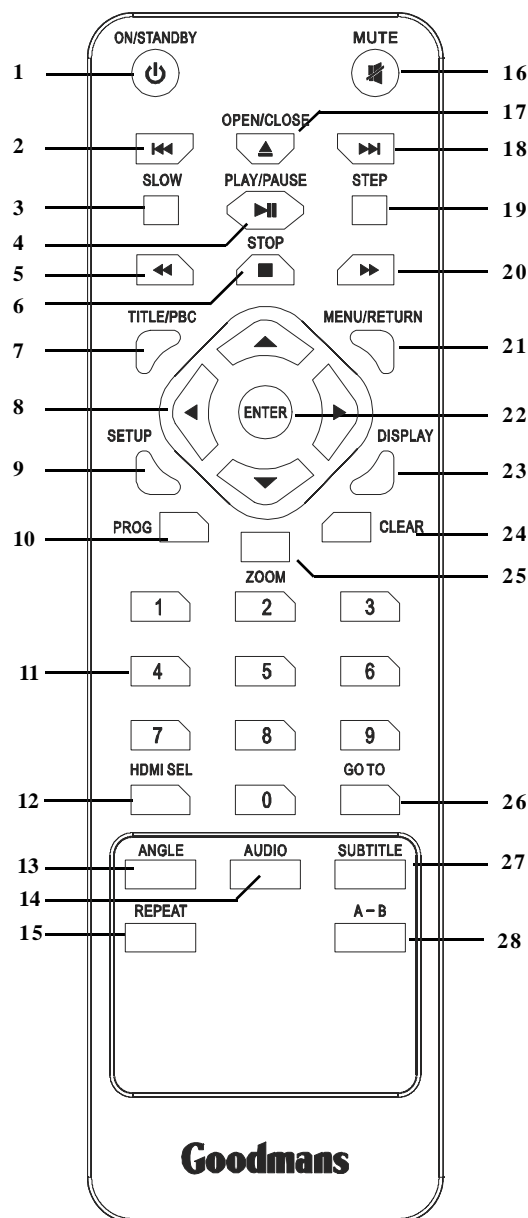 ON/STANDBY MUTE
1 16
OPEN/CLOSE 17
2 18
SLOW PLAY/PAUSE STEP
3 19
4
STOP
5 20
6
TITLE/PBC MENU/RETURN
7 21
8 ENTER 22
SETUP DISPLAY
9 23
PROG CLEAR
10 24
25
ZOOM
1 2 3
11 4 5 6
7 8 9
HDMI SEL GO TO
12 0 26
ANGLE AUDIO SUBTITLE
13 27
14
REPEAT A-B
15 28
Goodmans